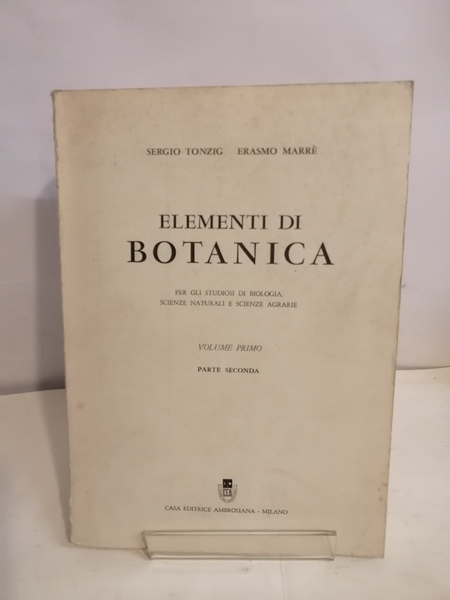 SERGIO TONZIG ERASMO MARRÈ
ELEMENTI DI
BOTANICA
PER GLI STUDIOSI DI BIOLOGIA,
SCIENZE NATURALI E SCIENZE AGRARIE
VOLUME PRIMO
PARTE SECONDA
CEA
CASA EDITRICE AMBROSIANA - MILANO